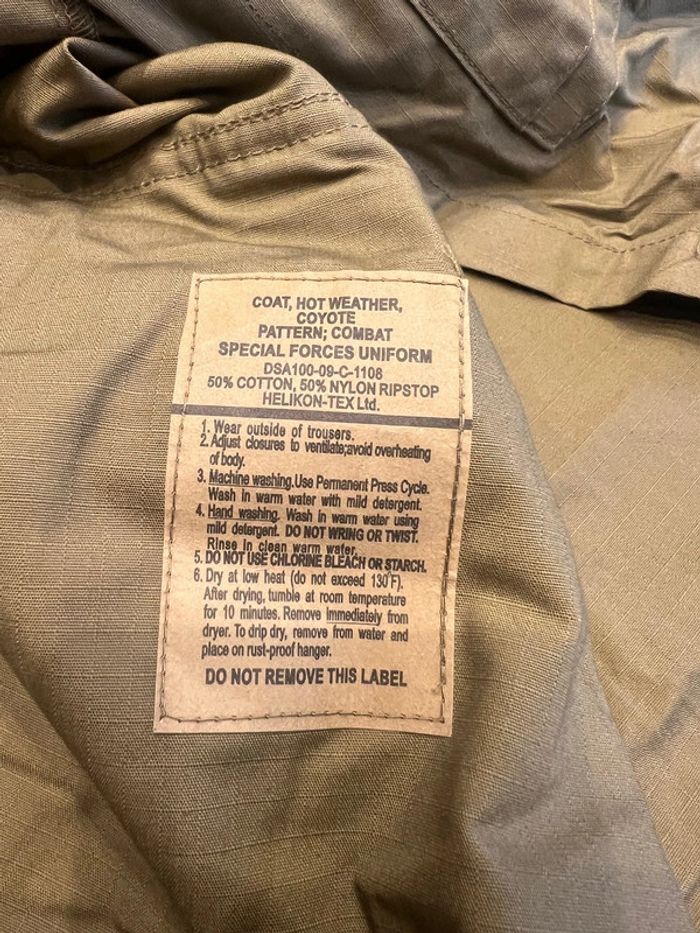 COAT, HOT WEATHER,
COYOTE
PATTERN; COMBAT
SPECIAL FORCES UNIFORM
DSA100-09-C-1108
50% COTTON, 50% NYLON RIPSTOP
HELIKON-TEX Ltd.
1. Wear outside of trousers.
2. Adjust closures to ventilate;avoid overheating
of body.
3. Machine washing.Use Permanent Press Cycle.
Wash in warm water with mild detergent.
4. Hand washing. Wash in warm water using
mild detergent. DO NOT WRING OR TWIST.
Rinse in clean warm water.
5. DO NOT USE CHLORINE BLEACH OR STARCH.
6. Dry at low heat (do not exceed 130°F).
After drying, tumble at room temperature
for 10 minutes. Remove immediately from
dryer. To drip dry, remove from water and
place on rust-proof hanger.
DO NOT REMOVE THIS LABEL